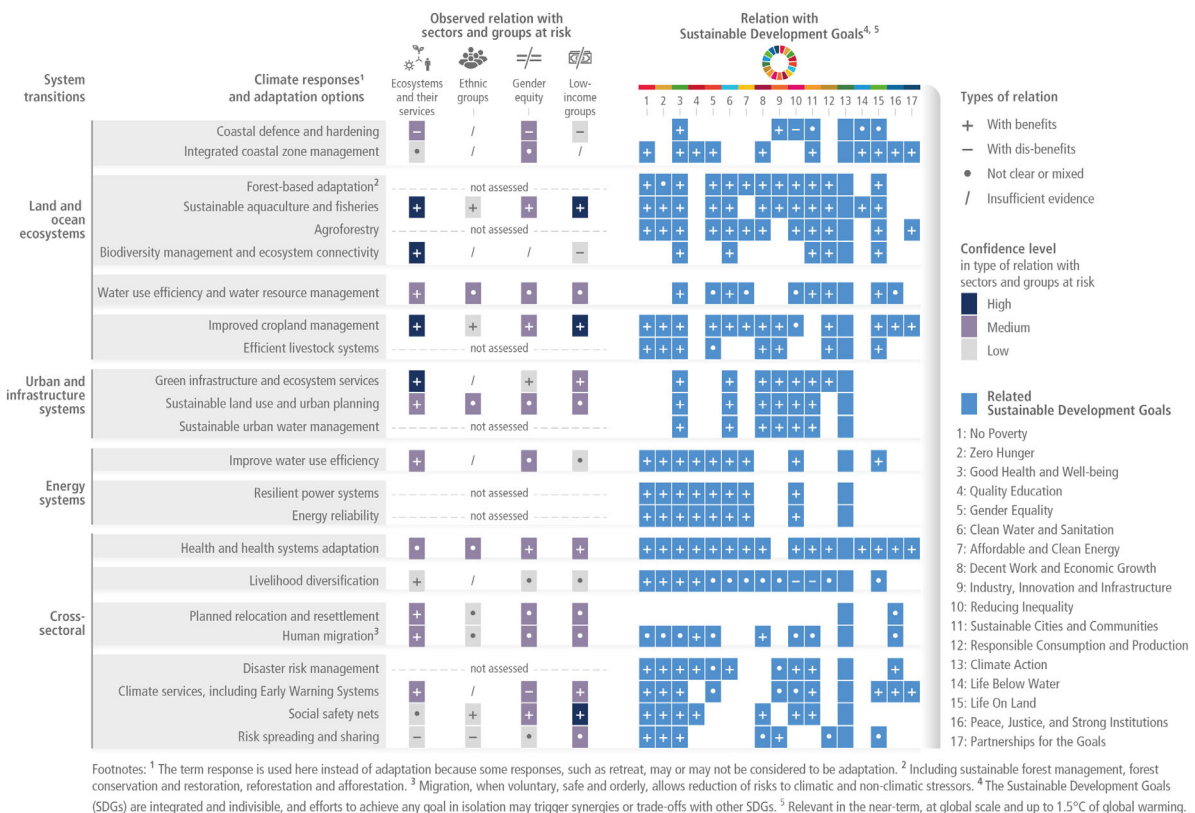 Observed relation with
sectors and groups at risk
Relation with
Sustainable Development Goals4, 5
System
transitions
Climate responses1
and adaptation options
Ecosystems
and their
services
Ethnic
groups
Gender
equity
Low-
income
groups
1 2 3 4 5 6 7 8 9 10 11 12 13 14 15 16 17
Coastal defence and hardening – / – – + + – • • •
Integrated coastal zone management • / • / + + + + + + + + + +
Land and
ocean
ecosystems
Forest-based adaptation2 not assessed + • + + + + + + + + + +
Sustainable aquaculture and fisheries + + + + + + + + + + + + + + + +
Agroforestry not assessed + + + + + + + + + + + +
Biodiversity management and ecosystem connectivity + / / – + + + + +
Water use efficiency and water resource management + • • • + • + • • + + + •
Improved cropland management + + + + + + + + + + + + • + + + +
Efficient livestock systems not assessed + + + • + + + +
Urban and
infrastructure
systems
Green infrastructure and ecosystem services + / + + + + + + + + +
Sustainable land use and urban planning + • • • + + + + + +
Sustainable urban water management not assessed + + + + + +
Energy
systems
Improve water use efficiency + / • • + + + + + + + + +
Resilient power systems not assessed + + + + + + + +
Energy reliability not assessed + + + + + + + +
Cross-
sectoral
Health and health systems adaptation • • + + + + + + + + + + + + + + + + +
Livelihood diversification + / • • + + + + • • • • • – – • •
Planned relocation and resettlement + • • • •
Human migration3 + • • • • • • + • + • • •
Disaster risk management not assessed + + + + • + • + + +
Climate services, including Early Warning Systems + / – + + + + • • • + + + +
Social safety nets • + + + + + + + + • +
Risk spreading and sharing – – • • + + + • + • •
Types of relation
+ With benefits
– With dis-benefits
• Not clear or mixed
/ Insufficient evidence
Confidence level
in type of relation with
sectors and groups at risk
High
Medium
Low
Related
Sustainable Development Goals
1: No Poverty
2: Zero Hunger
3: Good Health and Well-being
4: Quality Education
5: Gender Equality
6: Clean Water and Sanitation
7: Affordable and Clean Energy
8: Decent Work and Economic Growth
9: Industry, Innovation and Infrastructure
10: Reducing Inequality
11: Sustainable Cities and Communities
12: Responsible Consumption and Production
13: Climate Action
14: Life Below Water
15: Life On Land
16: Peace, Justice, and Strong Institutions
17: Partnerships for the Goals
Footnotes: 1 The term response is used here instead of adaptation because some responses, such as retreat, may or may not be considered to be adaptation. 2 Including sustainable forest management, forest
conservation and restoration, reforestation and afforestation. 3 Migration, when voluntary, safe and orderly, allows reduction of risks to climatic and non-climatic stressors. 4 The Sustainable Development Goals
(SDGs) are integrated and indivisible, and efforts to achieve any goal in isolation may trigger synergies or trade-offs with other SDGs. 5 Relevant in the near-term, at global scale and up to 1.5°C of global warming.